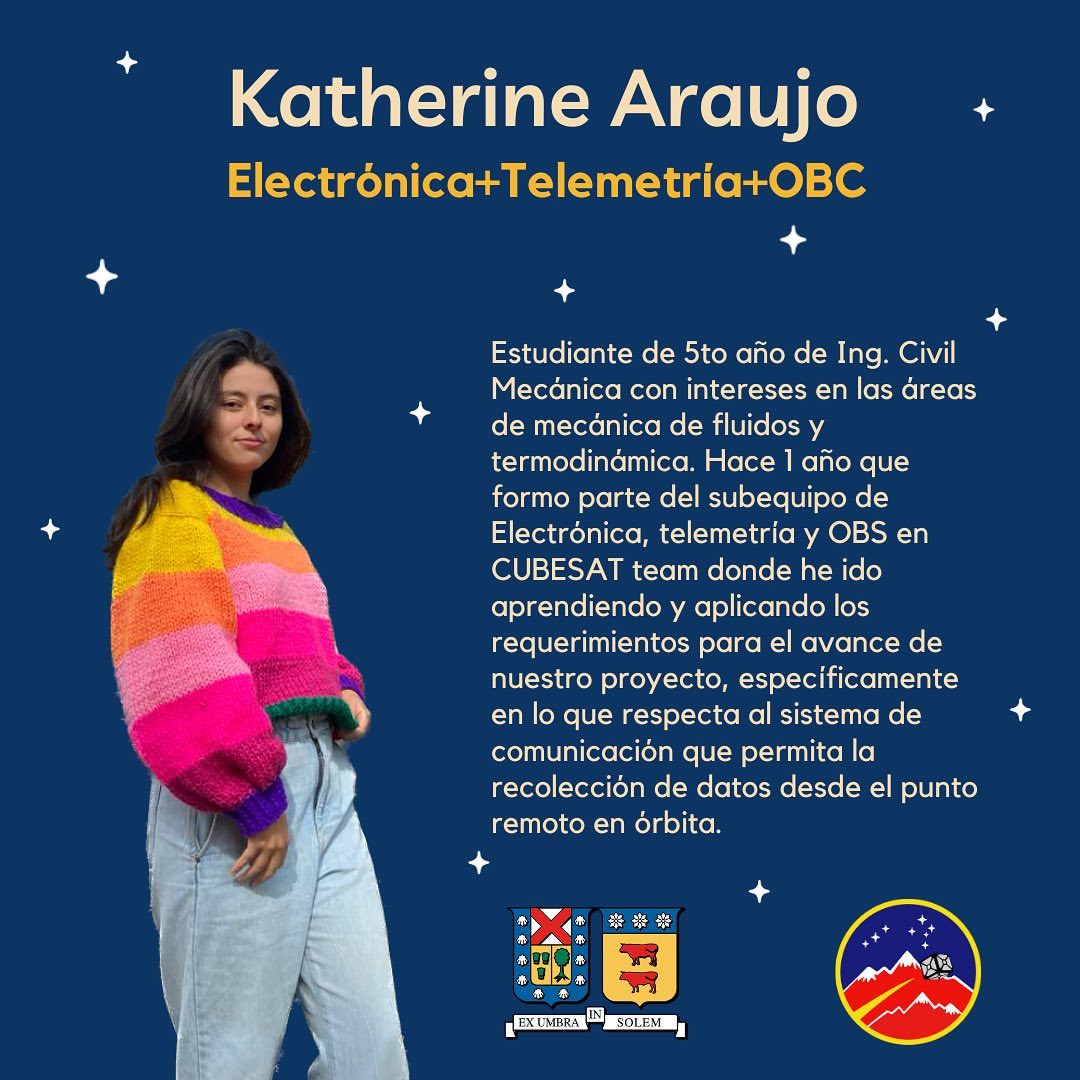 Katherine Araujo
Electrónica+Telemetría+OBC
Estudiante de 5to año de Ing. Civil
Mecánica con intereses en las áreas
de mecánica de fluidos y
termodinámica. Hace 1 año que
formo parte del subequipo de
Electrónica, telemetría y OBS en
CUBESAT team donde he ido
aprendiendo y aplicando los
requerimientos para el avance de
nuestro proyecto, específicamente
en lo que respecta al sistema de
comunicación que permita la
recolección de datos desde el punto
remoto en órbita.
EX UMBRA IN SOLEM